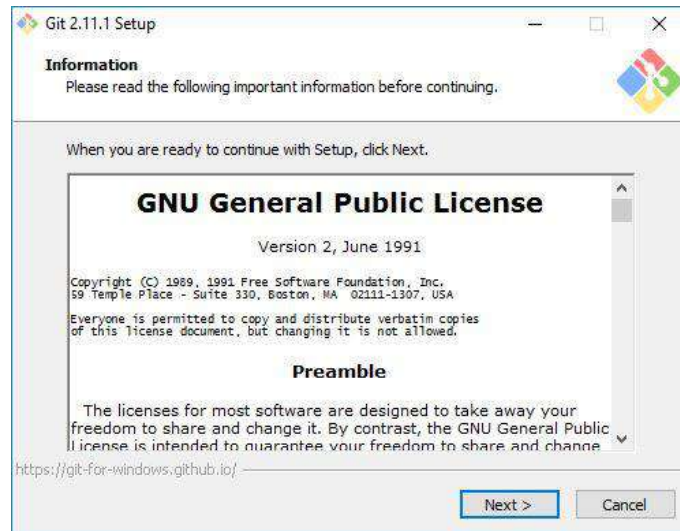 Git 2.11.1 Setup
Information
Please read the following important information before continuing.
When you are ready to continue with Setup, click Next.
GNU General Public License
Version 2, June 1991
Copyright (C) 1989, 1991 Free Software Foundation, Inc.
59 Temple Place - Suite 330, Boston, MA  02111-1307, USA
Everyone is permitted to copy and distribute verbatim copies
of this license document, but changing it is not allowed.
Preamble
The licenses for most software are designed to take away your
freedom to share and change it. By contrast, the GNU General Public
License is intended to guarantee your freedom to share and change
https://git-for-windows.github.io/
Next >
Cancel